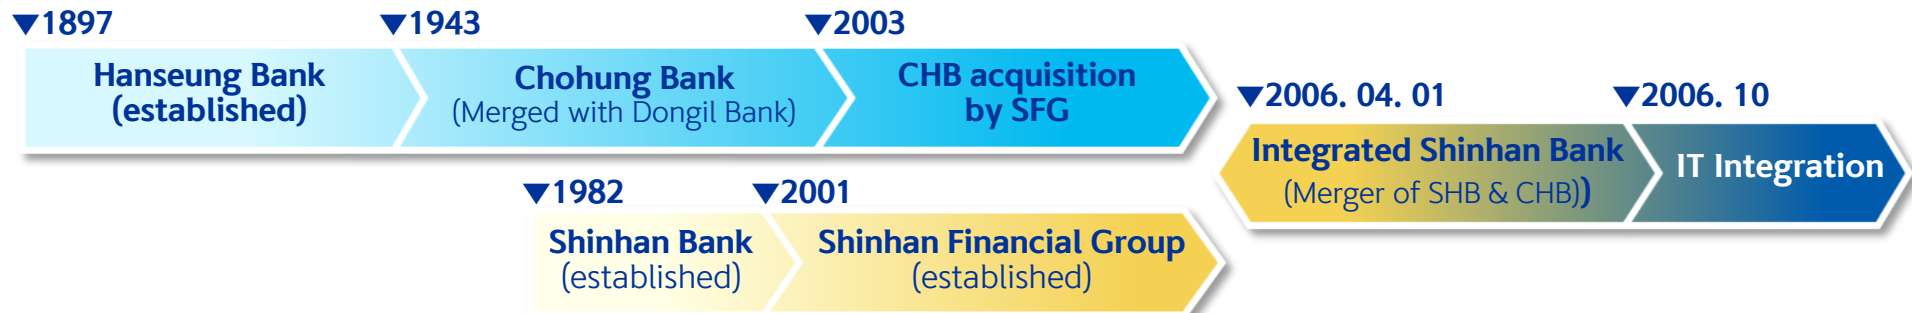 ▼1897
Hanseung Bank
(established)
▼1943
Chohung Bank
(Merged with Dongil Bank)
▼2003
CHB acquisition
by SFG
▼1982
Shinhan Bank
(established)
▼2001
Shinhan Financial Group
(established)
▼2006. 04. 01
Integrated Shinhan Bank
(Merger of SHB & CHB))
▼2006. 10
IT Integration